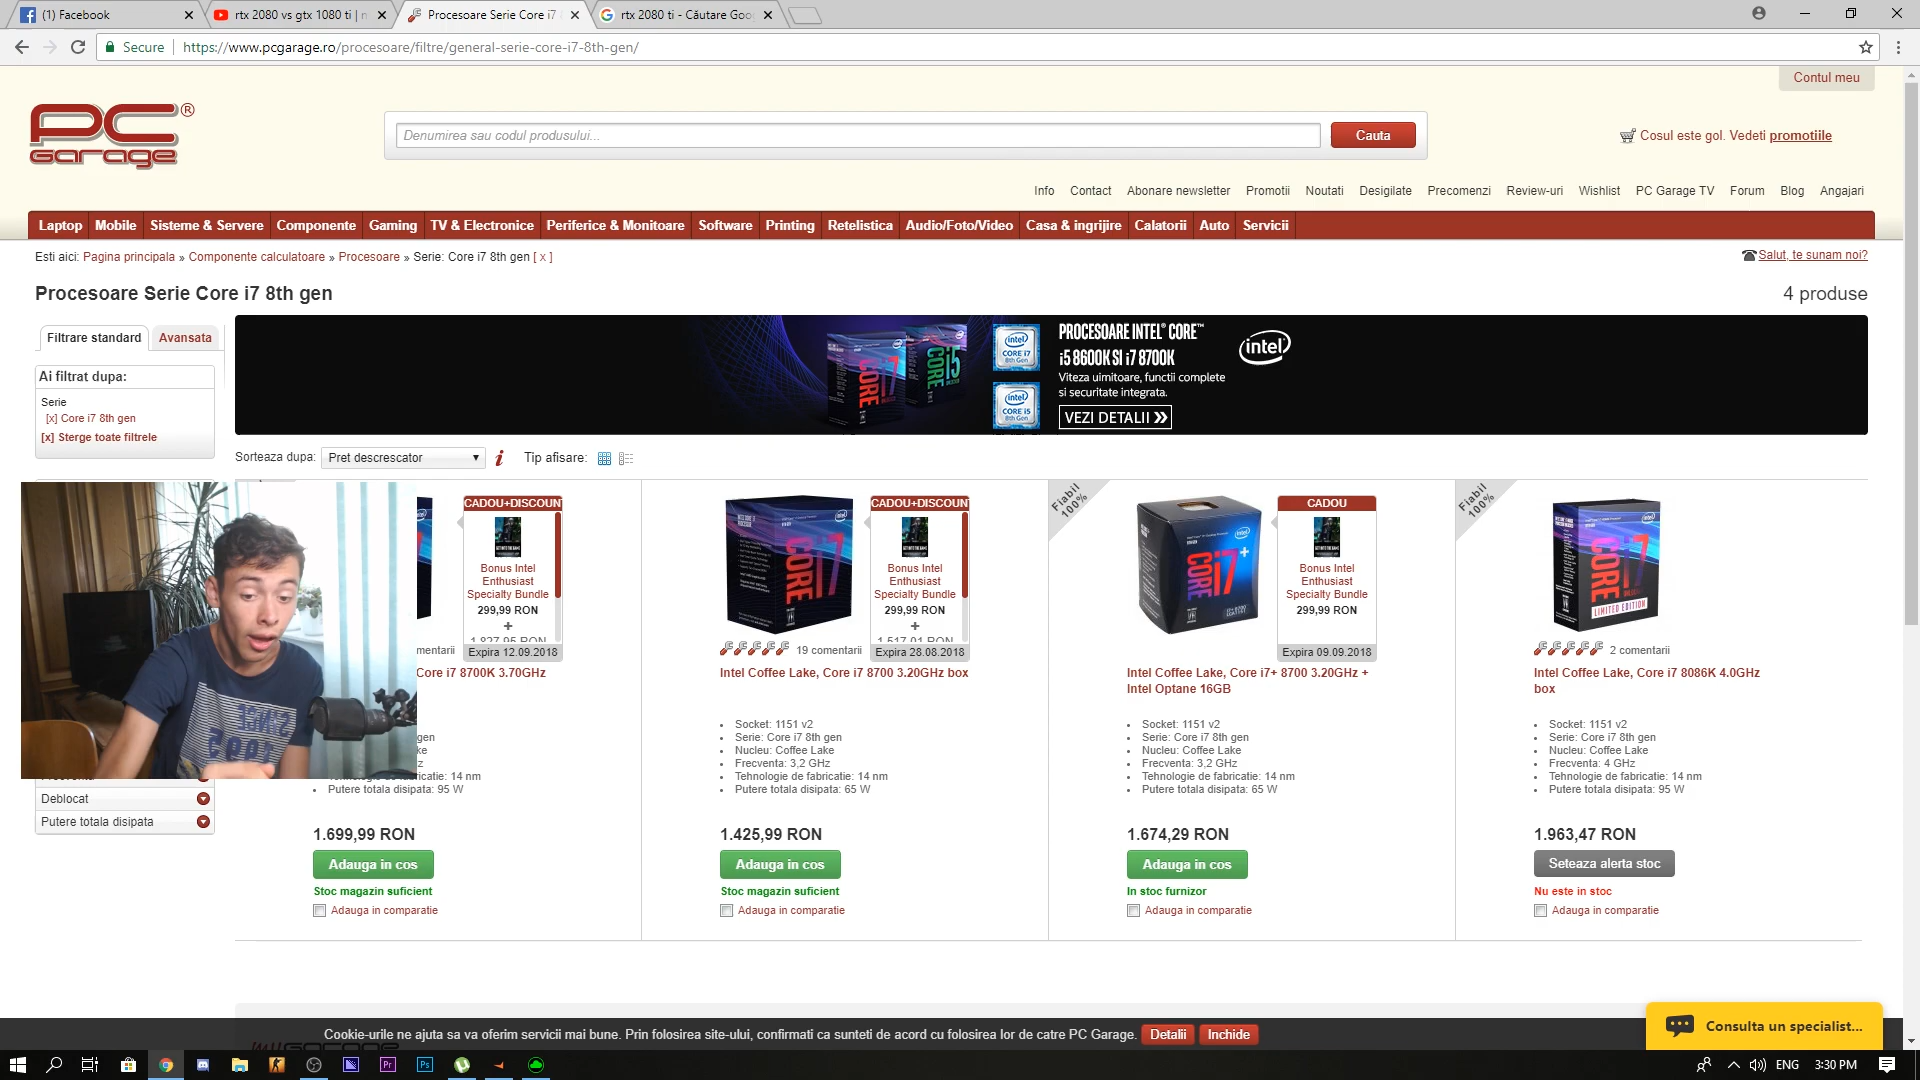 (1) Facebook
rtx 2080 vs gtx 1080 ti |
Procesoare Serie Core i7
rtx 2080 ti - Căutare Goo
Secure
https://www.pcgarage.ro/procesoare/filtre/general-serie-core-i7-8th-gen/
Contul meu
PC GARAGE ®
Denumirea sau codul produsului...
Cauta
Cosul este gol. Vedeti promotiile
Info Contact Abonare newsletter Promotii Noutati Desigilate Precomenzi Review-uri Wishlist PC Garage TV Forum Blog Angajari
Laptop Mobile Sisteme & Servere Componente Gaming TV & Electronice Periferice & Monitoare Software Printing Retelistica Audio/Foto/Video Casa & ingrijire Calatorii Auto Servicii
Esti aici: Pagina principala » Componente calculatoare » Procesoare » Serie: Core i7 8th gen [ x ]
Salut, te sunam noi?
Procesoare Serie Core i7 8th gen
4 produse
Filtrare standard
Avansata
Ai filtrat dupa:
Serie
[x] Core i7 8th gen
[x] Sterge toate filtrele
PROCESOARE INTEL® CORE™
i5 8600K SI i7 8700K
Viteza uimitoare, functii complete
si securitate integrata.
VEZI DETALII
intel
intel
CORE i7
8th Gen
intel
CORE i5
8th Gen
CORE i7
CORE i5
Sorteaza dupa:
Pret descrescator
Tip afisare:
CADOU+DISCOUNT
Bonus Intel
Enthusiast
Specialty Bundle
299,99 RON
+
1.827,95 RON
Expira 12.09.2018
mentarii
Core i7 8700K 3.70GHz
gen
ke
z
Tehnologie de fabricatie: 14 nm
Putere totala disipata: 95 W
1.699,99 RON
Adauga in cos
Stoc magazin suficient
Adauga in comparatie
CORE i7
CADOU+DISCOUNT
Bonus Intel
Enthusiast
Specialty Bundle
299,99 RON
+
1.517,01 RON
Expira 28.08.2018
19 comentarii
Intel Coffee Lake, Core i7 8700 3.20GHz box
Socket: 1151 v2
Serie: Core i7 8th gen
Nucleu: Coffee Lake
Frecventa: 3,2 GHz
Tehnologie de fabricatie: 14 nm
Putere totala disipata: 65 W
1.425,99 RON
Adauga in cos
Stoc magazin suficient
Adauga in comparatie
Fiabil
100%
CORE i7+
CADOU
Bonus Intel
Enthusiast
Specialty Bundle
299,99 RON
Expira 09.09.2018
Intel Coffee Lake, Core i7+ 8700 3.20GHz +
Intel Optane 16GB
Socket: 1151 v2
Serie: Core i7 8th gen
Nucleu: Coffee Lake
Frecventa: 3,2 GHz
Tehnologie de fabricatie: 14 nm
Putere totala disipata: 65 W
1.674,29 RON
Adauga in cos
In stoc furnizor
Adauga in comparatie
Fiabil
100%
CORE i7
LIMITED EDITION
2 comentarii
Intel Coffee Lake, Core i7 8086K 4.0GHz
box
Socket: 1151 v2
Serie: Core i7 8th gen
Nucleu: Coffee Lake
Frecventa: 4 GHz
Tehnologie de fabricatie: 14 nm
Putere totala disipata: 95 W
1.963,47 RON
Seteaza alerta stoc
Nu este in stoc
Adauga in comparatie
Deblocat
Putere totala disipata
Cookie-urile ne ajuta sa va oferim servicii mai bune. Prin folosirea site-ului, confirmati ca sunteti de acord cu folosirea lor de catre PC Garage.
Detalii
Inchide
Consulta un specialist...
Pr
Ps
ENG
3:30 PM